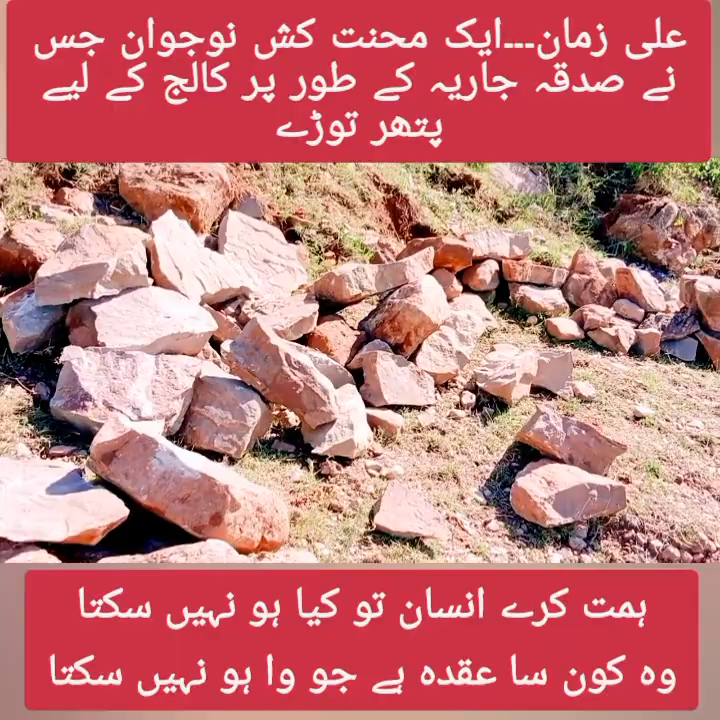 علی زمان۔۔۔ایک محنت کش نوجوان جس
نے صدقہ جاریہ کے طور پر کالج کے لیے
پتھر توڑے
ہمت کرے انسان تو کیا ہو نہیں سکتا
وہ کون سا عقدہ ہے جو وا ہو نہیں سکتا